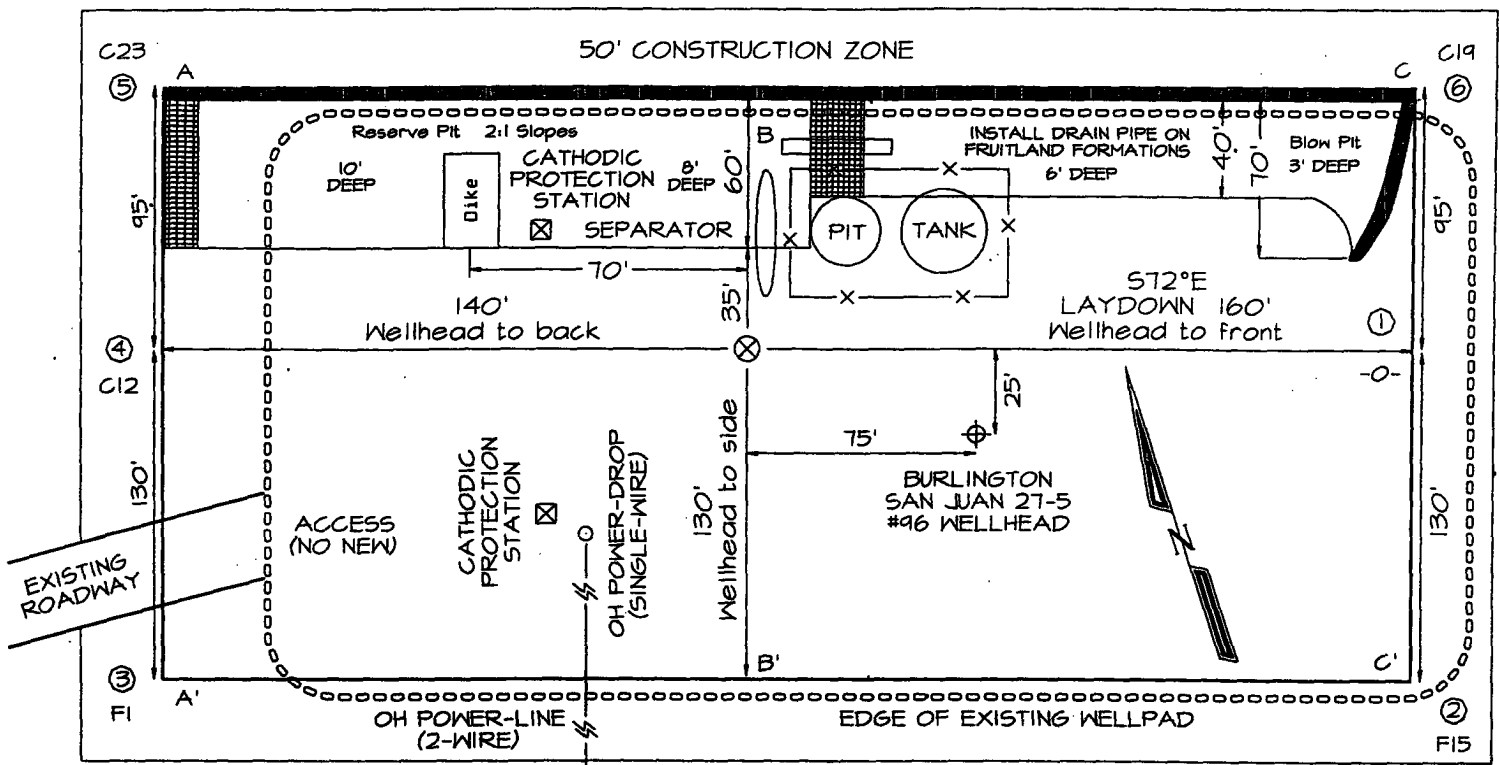 50' CONSTRUCTION ZONE
C23
C19
5
A
C
6
Reserve Pit 2:1 Slopes
10'
DEEP
CATHODIC
PROTECTION
STATION
8'
DEEP
Dike
SEPARATOR
B
60'
INSTALL DRAIN PIPE ON
FRUITLAND FORMATIONS
6' DEEP
40'
70'
Blow Pit
3' DEEP
95'
95'
PIT
TANK
70'
35'
140'
Wellhead to back
S72°E
LAYDOWN 160'
Wellhead to front
1
4
C12
-0-
25'
75'
BURLINGTON
SAN JUAN 27-5
#96 WELLHEAD
130'
130'
Wellhead to side
130'
ACCESS
(NO NEW)
CATHODIC
PROTECTION
STATION
OH POWER-DROP
(SINGLE-WIRE)
EXISTING
ROADWAY
N
3
A'
B'
C'
F1
OH POWER-LINE
(2-WIRE)
EDGE OF EXISTING WELLPAD
2
F15